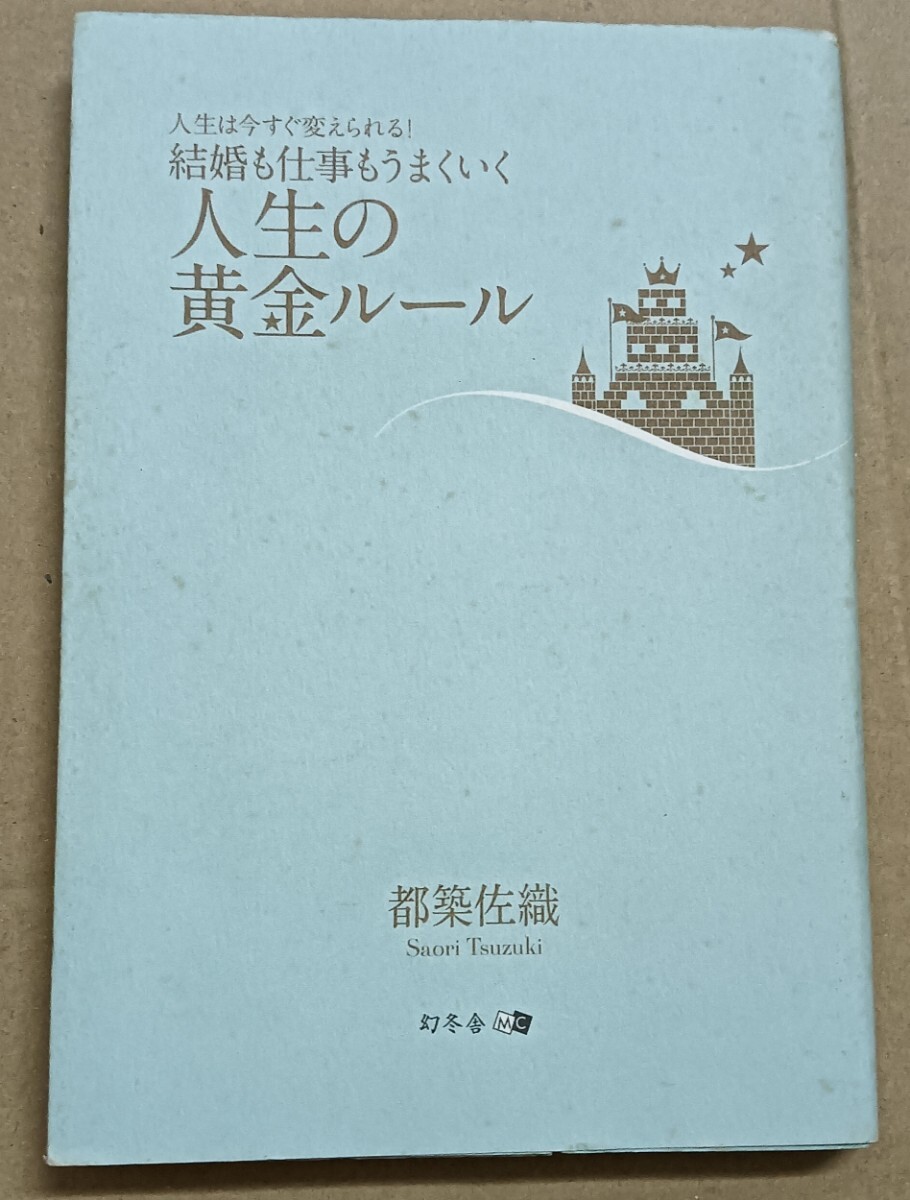 人生は今すぐ変えられる!
結婚も仕事もうまくいく
人生の
黄金ルール
都築佐織
Saori Tsuzuki
幻冬舎 MC